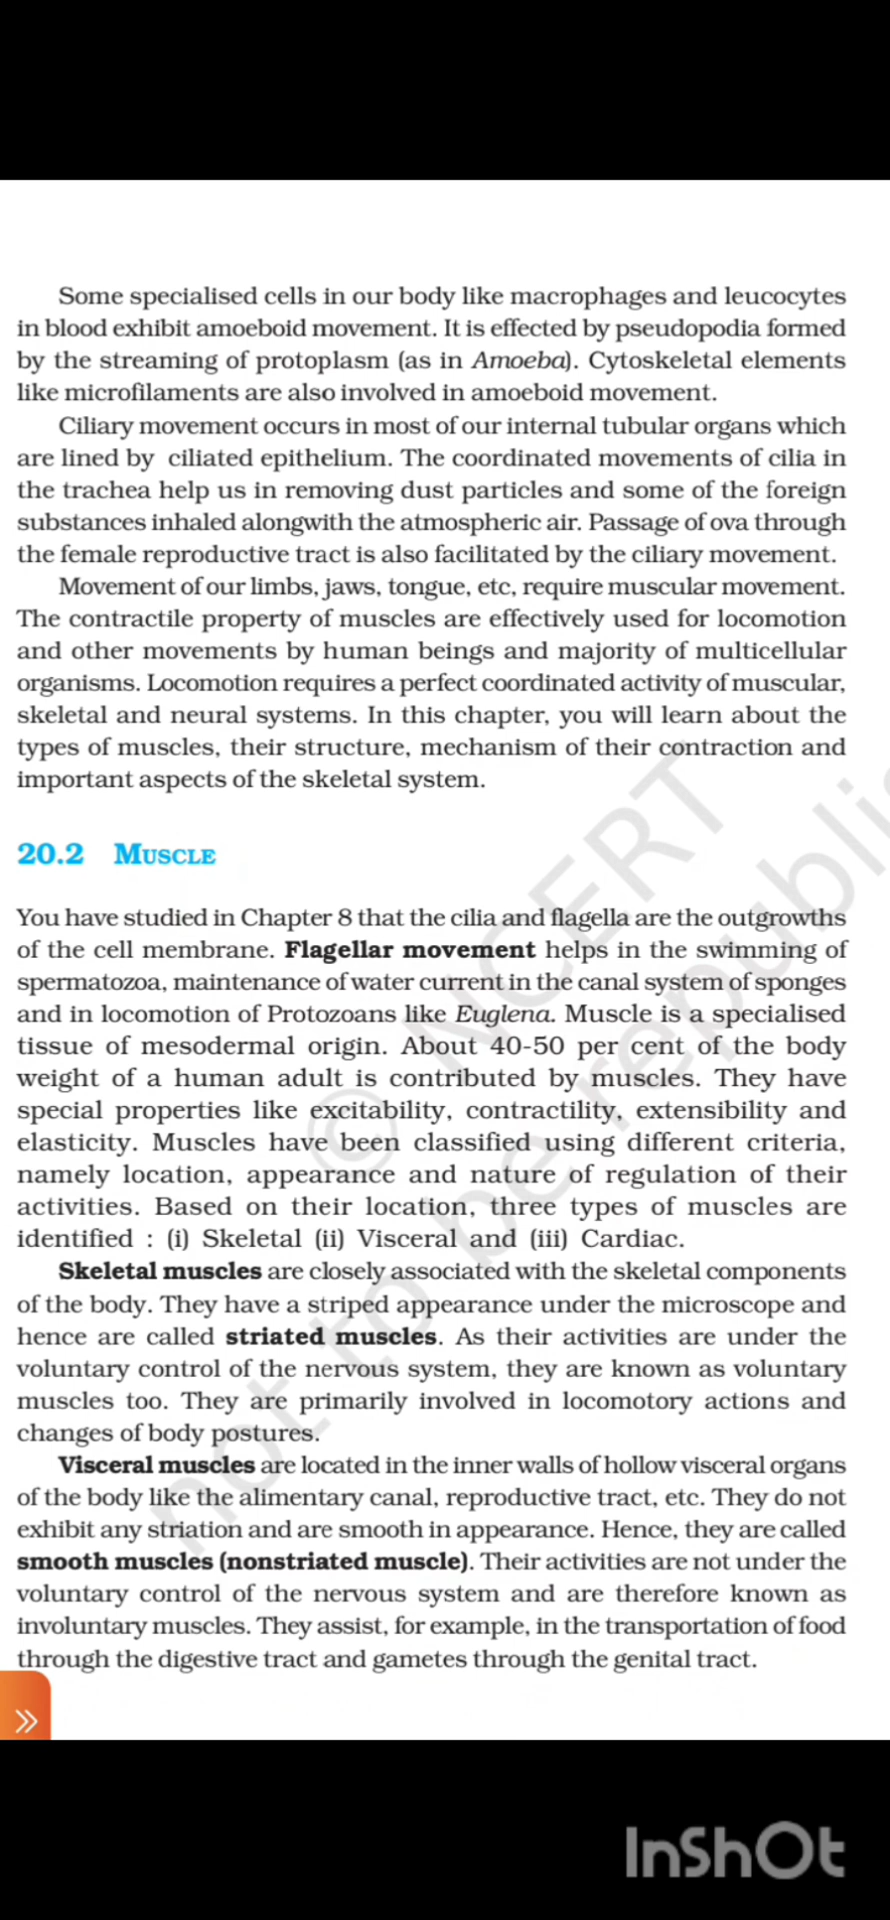 Some specialised cells in our body like macrophages and leucocytes
in blood exhibit amoeboid movement. It is effected by pseudopodia formed
by the streaming of protoplasm (as in Amoeba). Cytoskeletal elements
like microfilaments are also involved in amoeboid movement.
Ciliary movement occurs in most of our internal tubular organs which
are lined by ciliated epithelium. The coordinated movements of cilia in
the trachea help us in removing dust particles and some of the foreign
substances inhaled alongwith the atmospheric air. Passage of ova through
the female reproductive tract is also facilitated by the ciliary movement.
Movement of our limbs, jaws, tongue, etc, require muscular movement.
The contractile property of muscles are effectively used for locomotion
and other movements by human beings and majority of multicellular
organisms. Locomotion requires a perfect coordinated activity of muscular,
skeletal and neural systems. In this chapter, you will learn about the
types of muscles, their structure, mechanism of their contraction and
important aspects of the skeletal system.
20.2 MUSCLE
You have studied in Chapter 8 that the cilia and flagella are the outgrowths
of the cell membrane. Flagellar movement helps in the swimming of
spermatozoa, maintenance of water current in the canal system of sponges
and in locomotion of Protozoans like Euglena. Muscle is a specialised
tissue of mesodermal origin. About 40-50 per cent of the body
weight of a human adult is contributed by muscles. They have
special properties like excitability, contractility, extensibility and
elasticity. Muscles have been classified using different criteria,
namely location, appearance and nature of regulation of their
activities. Based on their location, three types of muscles are
identified : (i) Skeletal (ii) Visceral and (iii) Cardiac.
Skeletal muscles are closely associated with the skeletal components
of the body. They have a striped appearance under the microscope and
hence are called striated muscles. As their activities are under the
voluntary control of the nervous system, they are known as voluntary
muscles too. They are primarily involved in locomotory actions and
changes of body postures.
Visceral muscles are located in the inner walls of hollow visceral organs
of the body like the alimentary canal, reproductive tract, etc. They do not
exhibit any striation and are smooth in appearance. Hence, they are called
smooth muscles (nonstriated muscle). Their activities are not under the
voluntary control of the nervous system and are therefore known as
involuntary muscles. They assist, for example, in the transportation of food
through the digestive tract and gametes through the genital tract.
© NCERT
not to be
InShOt